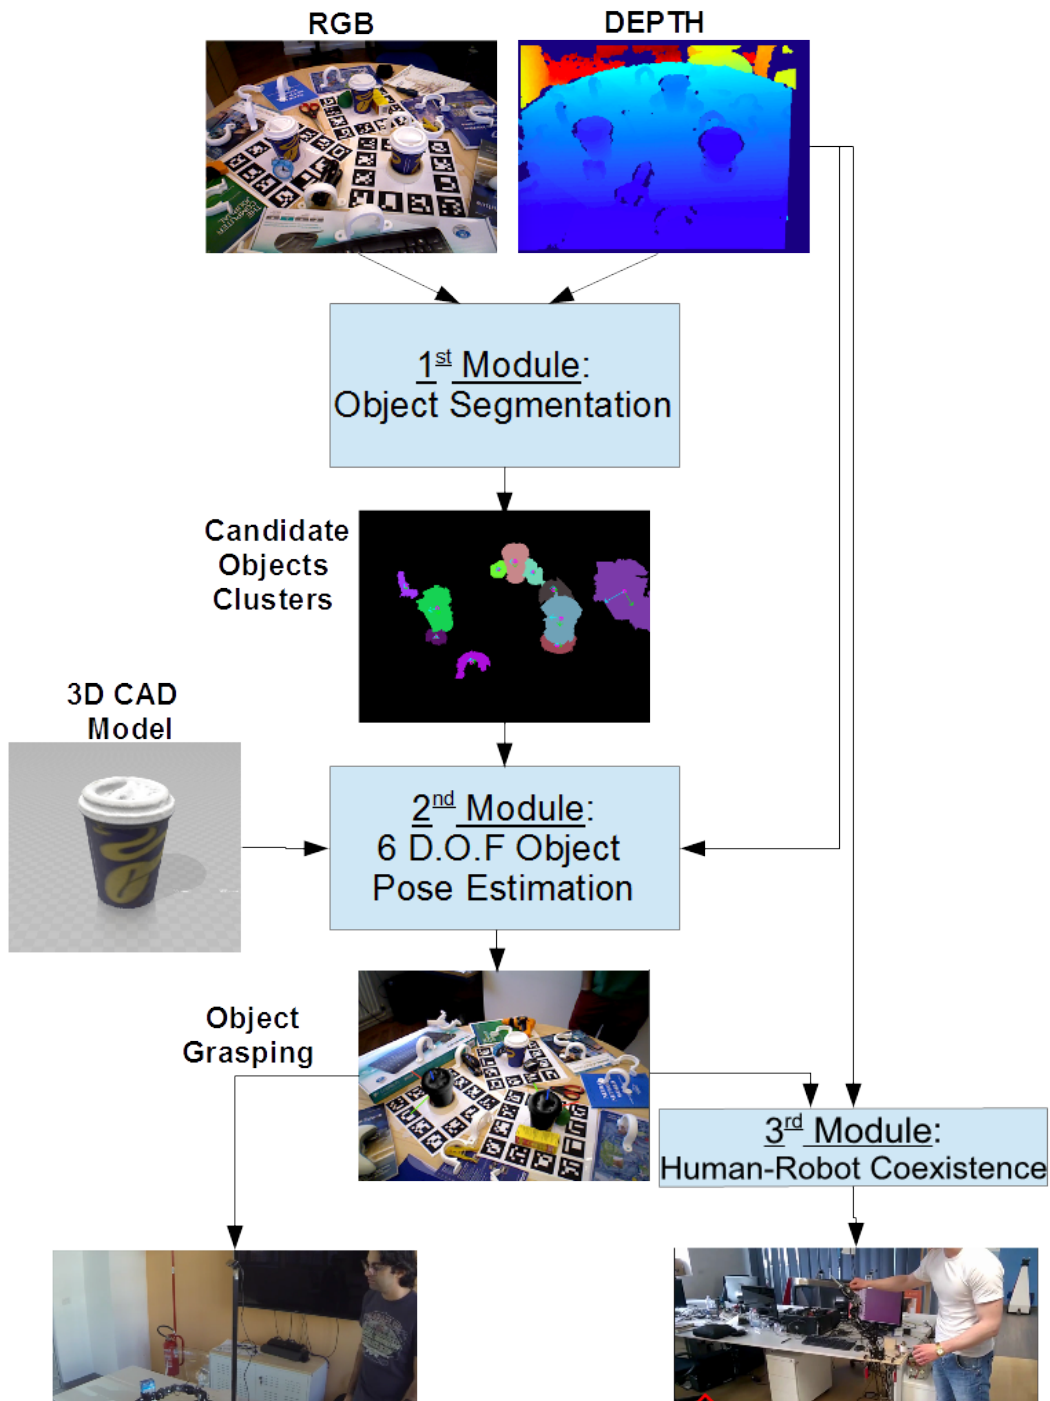 RGB
DEPTH
1st Module:
Object Segmentation
Candidate
Objects
Clusters
3D CAD
Model
2nd Module:
6 D.O.F Object
Pose Estimation
Object
Grasping
3rd Module:
Human-Robot Coexistence